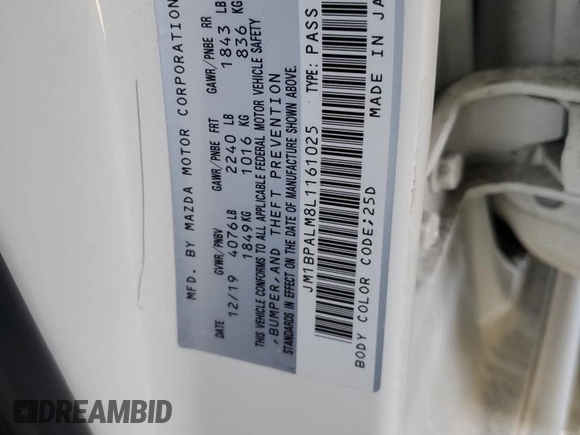 MFD. BY MAZDA MOTOR CORPORATION
DATE GVWR/PNBV GAWR/PNBE FRT GAWR/PNBE RR
12/19 4076LB 2240 LB 1843 LB
1849KG 1016 KG 836 KG
THIS VEHICLE CONFORMS TO ALL APPLICABLE FEDERAL MOTOR VEHICLE SAFETY
,BUMPER,AND THEFT PREVENTION
STANDARDS IN EFFECT ON THE DATE OF MANUFACTURE SHOWN ABOVE.
JM1BPALM8L1161025 TYPE: PASS
BODY COLOR CODE;25D MADE IN JA
DREAMBID